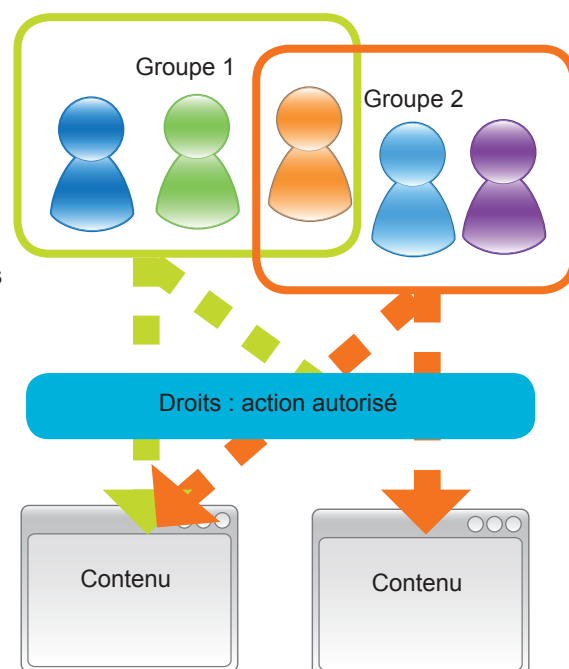 Groupe 1
Groupe 2
s
Droits : action autorisé
Contenu
Contenu